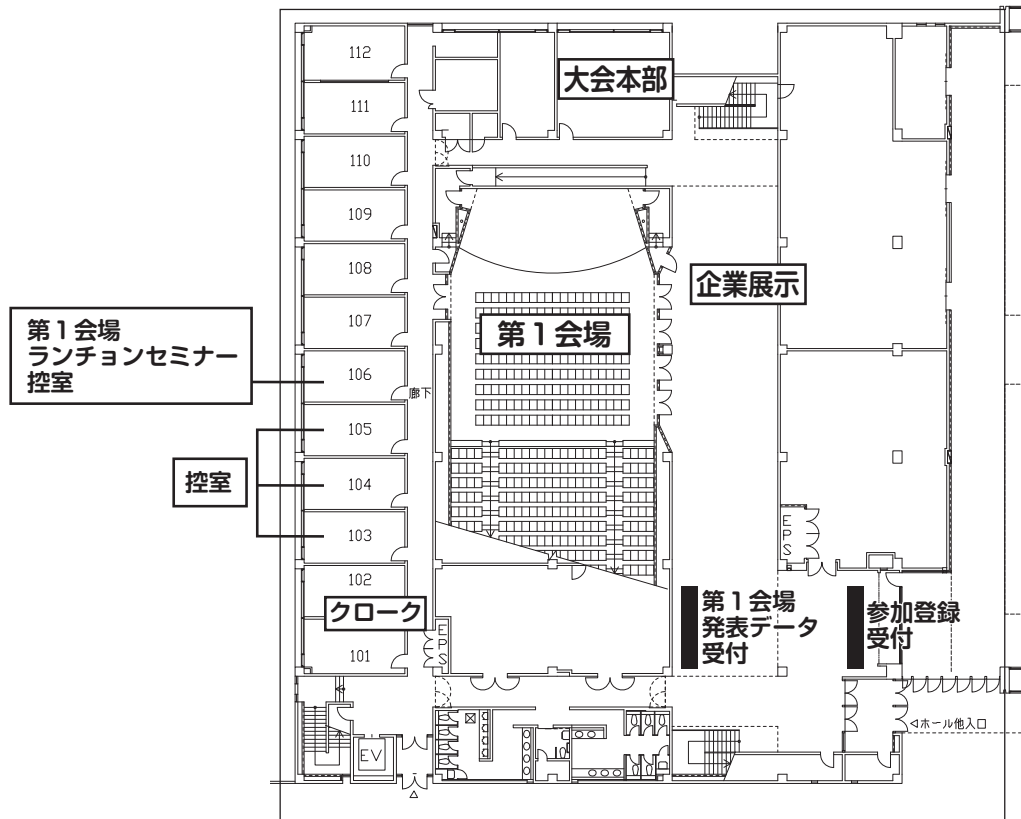 112
大会本部
111
110
109
108
企業展示
107
第１会場
第１会場
ランチョンセミナー
控室
106
廊下
105
控室
104
103
EPS
102
クローク
101
EPS
第１会場
発表データ
受付
参加登録
受付
◁ホール他入口
EV
△